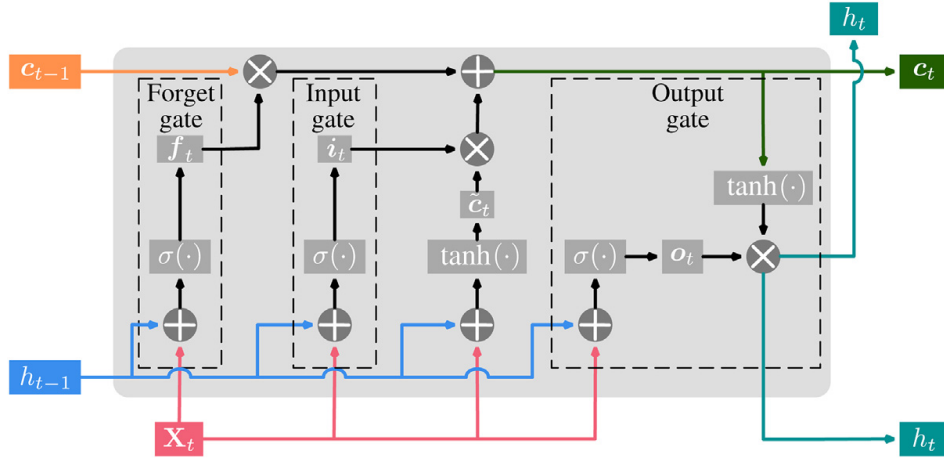 h_t
c_{t-1}
c_t
Forget gate
Input gate
Output gate
f_t
i_t
tanh(·)
c̃_t
σ(·)
σ(·)
tanh(·)
σ(·)
o_t
h_{t-1}
X_t
h_t